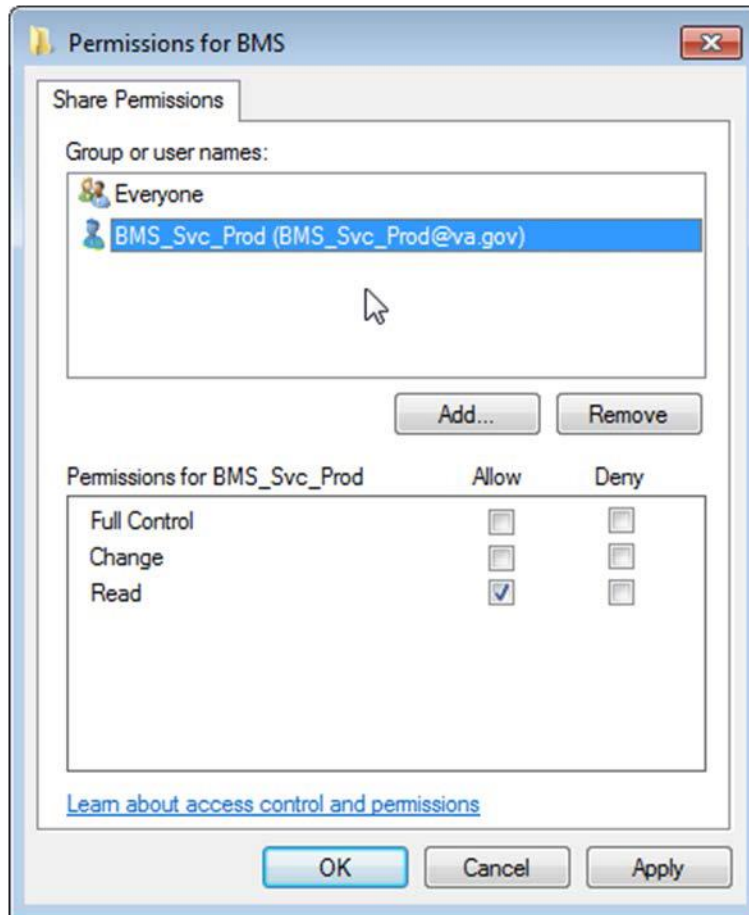 Permissions for BMS
Share Permissions
Group or user names:
Everyone
BMS_Svc_Prod (BMS_Svc_Prod@va.gov)
Add... Remove
Permissions for BMS_Svc_Prod Allow Deny
Full Control
Change
Read
Learn about access control and permissions
OK Cancel Apply